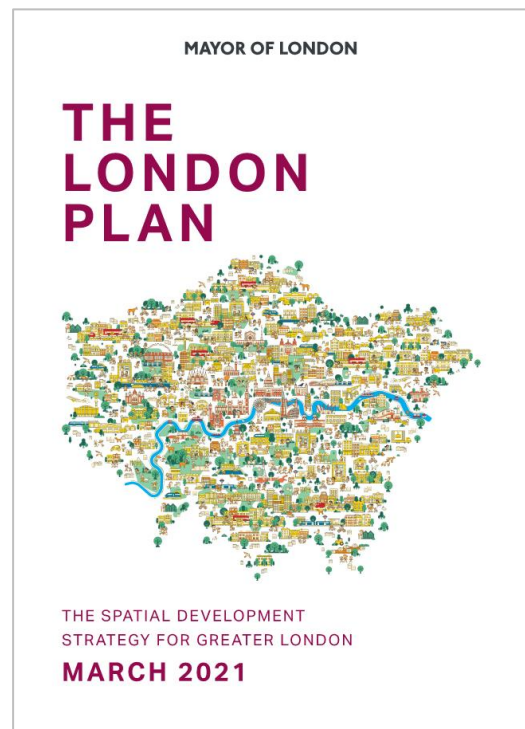 MAYOR OF LONDON
THE
LONDON
PLAN
THE SPATIAL DEVELOPMENT
STRATEGY FOR GREATER LONDON
MARCH 2021